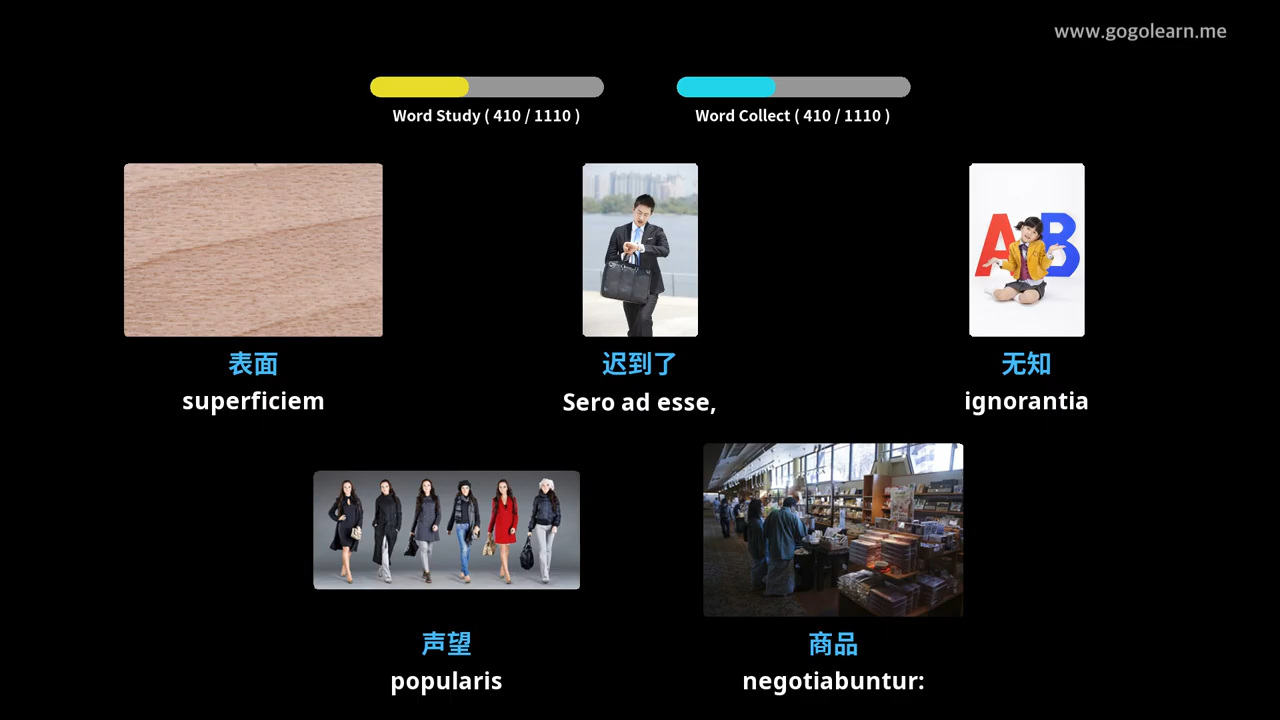 www.gogolearn.me
Word Study ( 410 / 1110 )
Word Collect ( 410 / 1110 )
表面
superficiem
迟到了
Sero ad esse,
无知
ignorantia
A B
声望
popularis
商品
negotiabuntur: